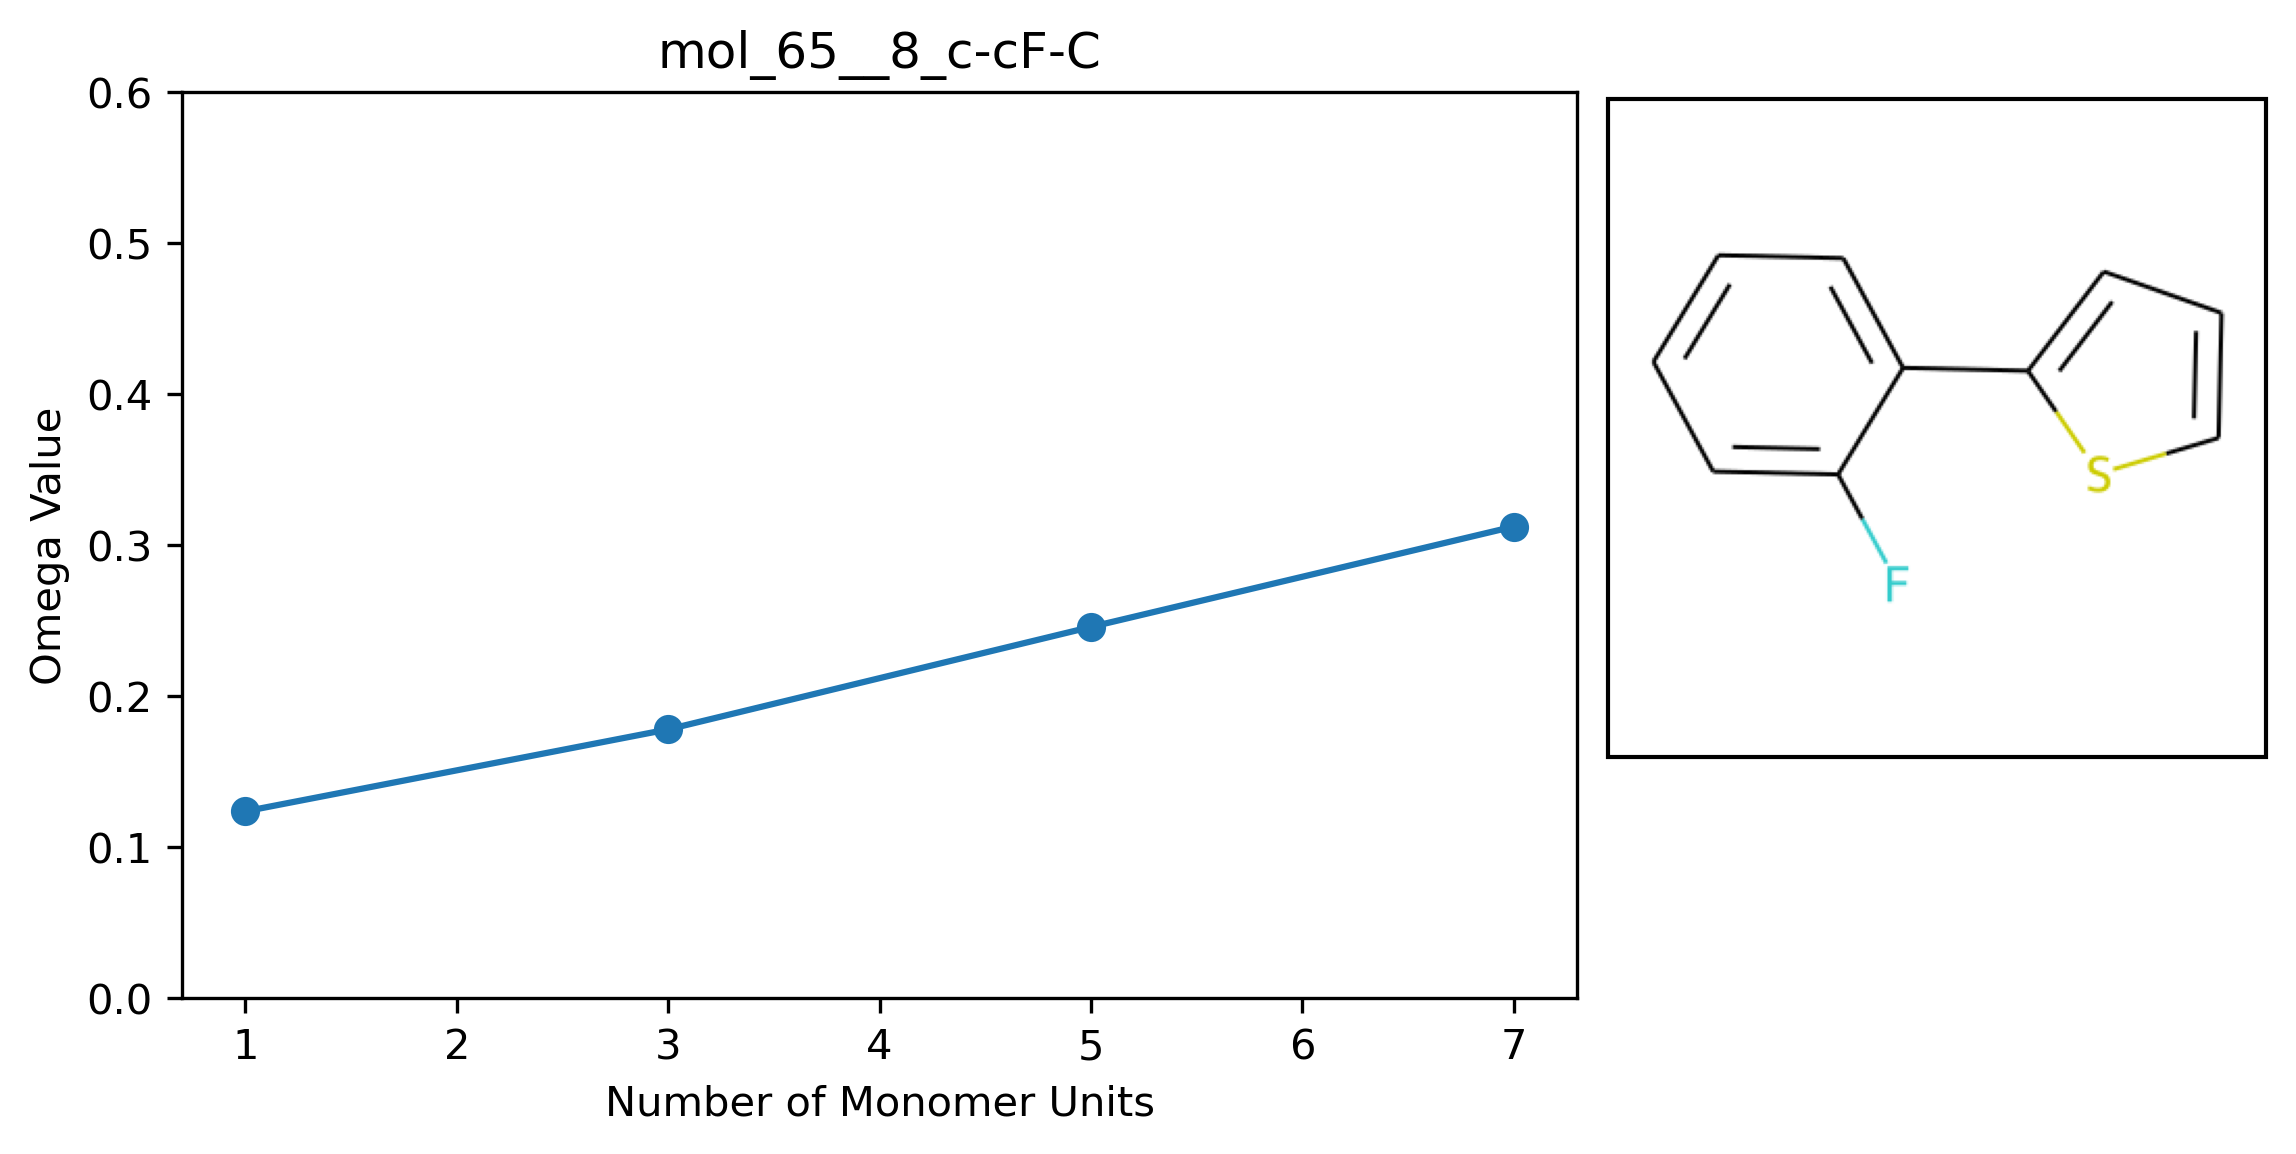 mol_65__8_c-cF-C
0.6
0.5
0.4
0.3
0.2
0.1
0.0
Omega Value
1 2 3 4 5 6 7
Number of Monomer Units
S
F